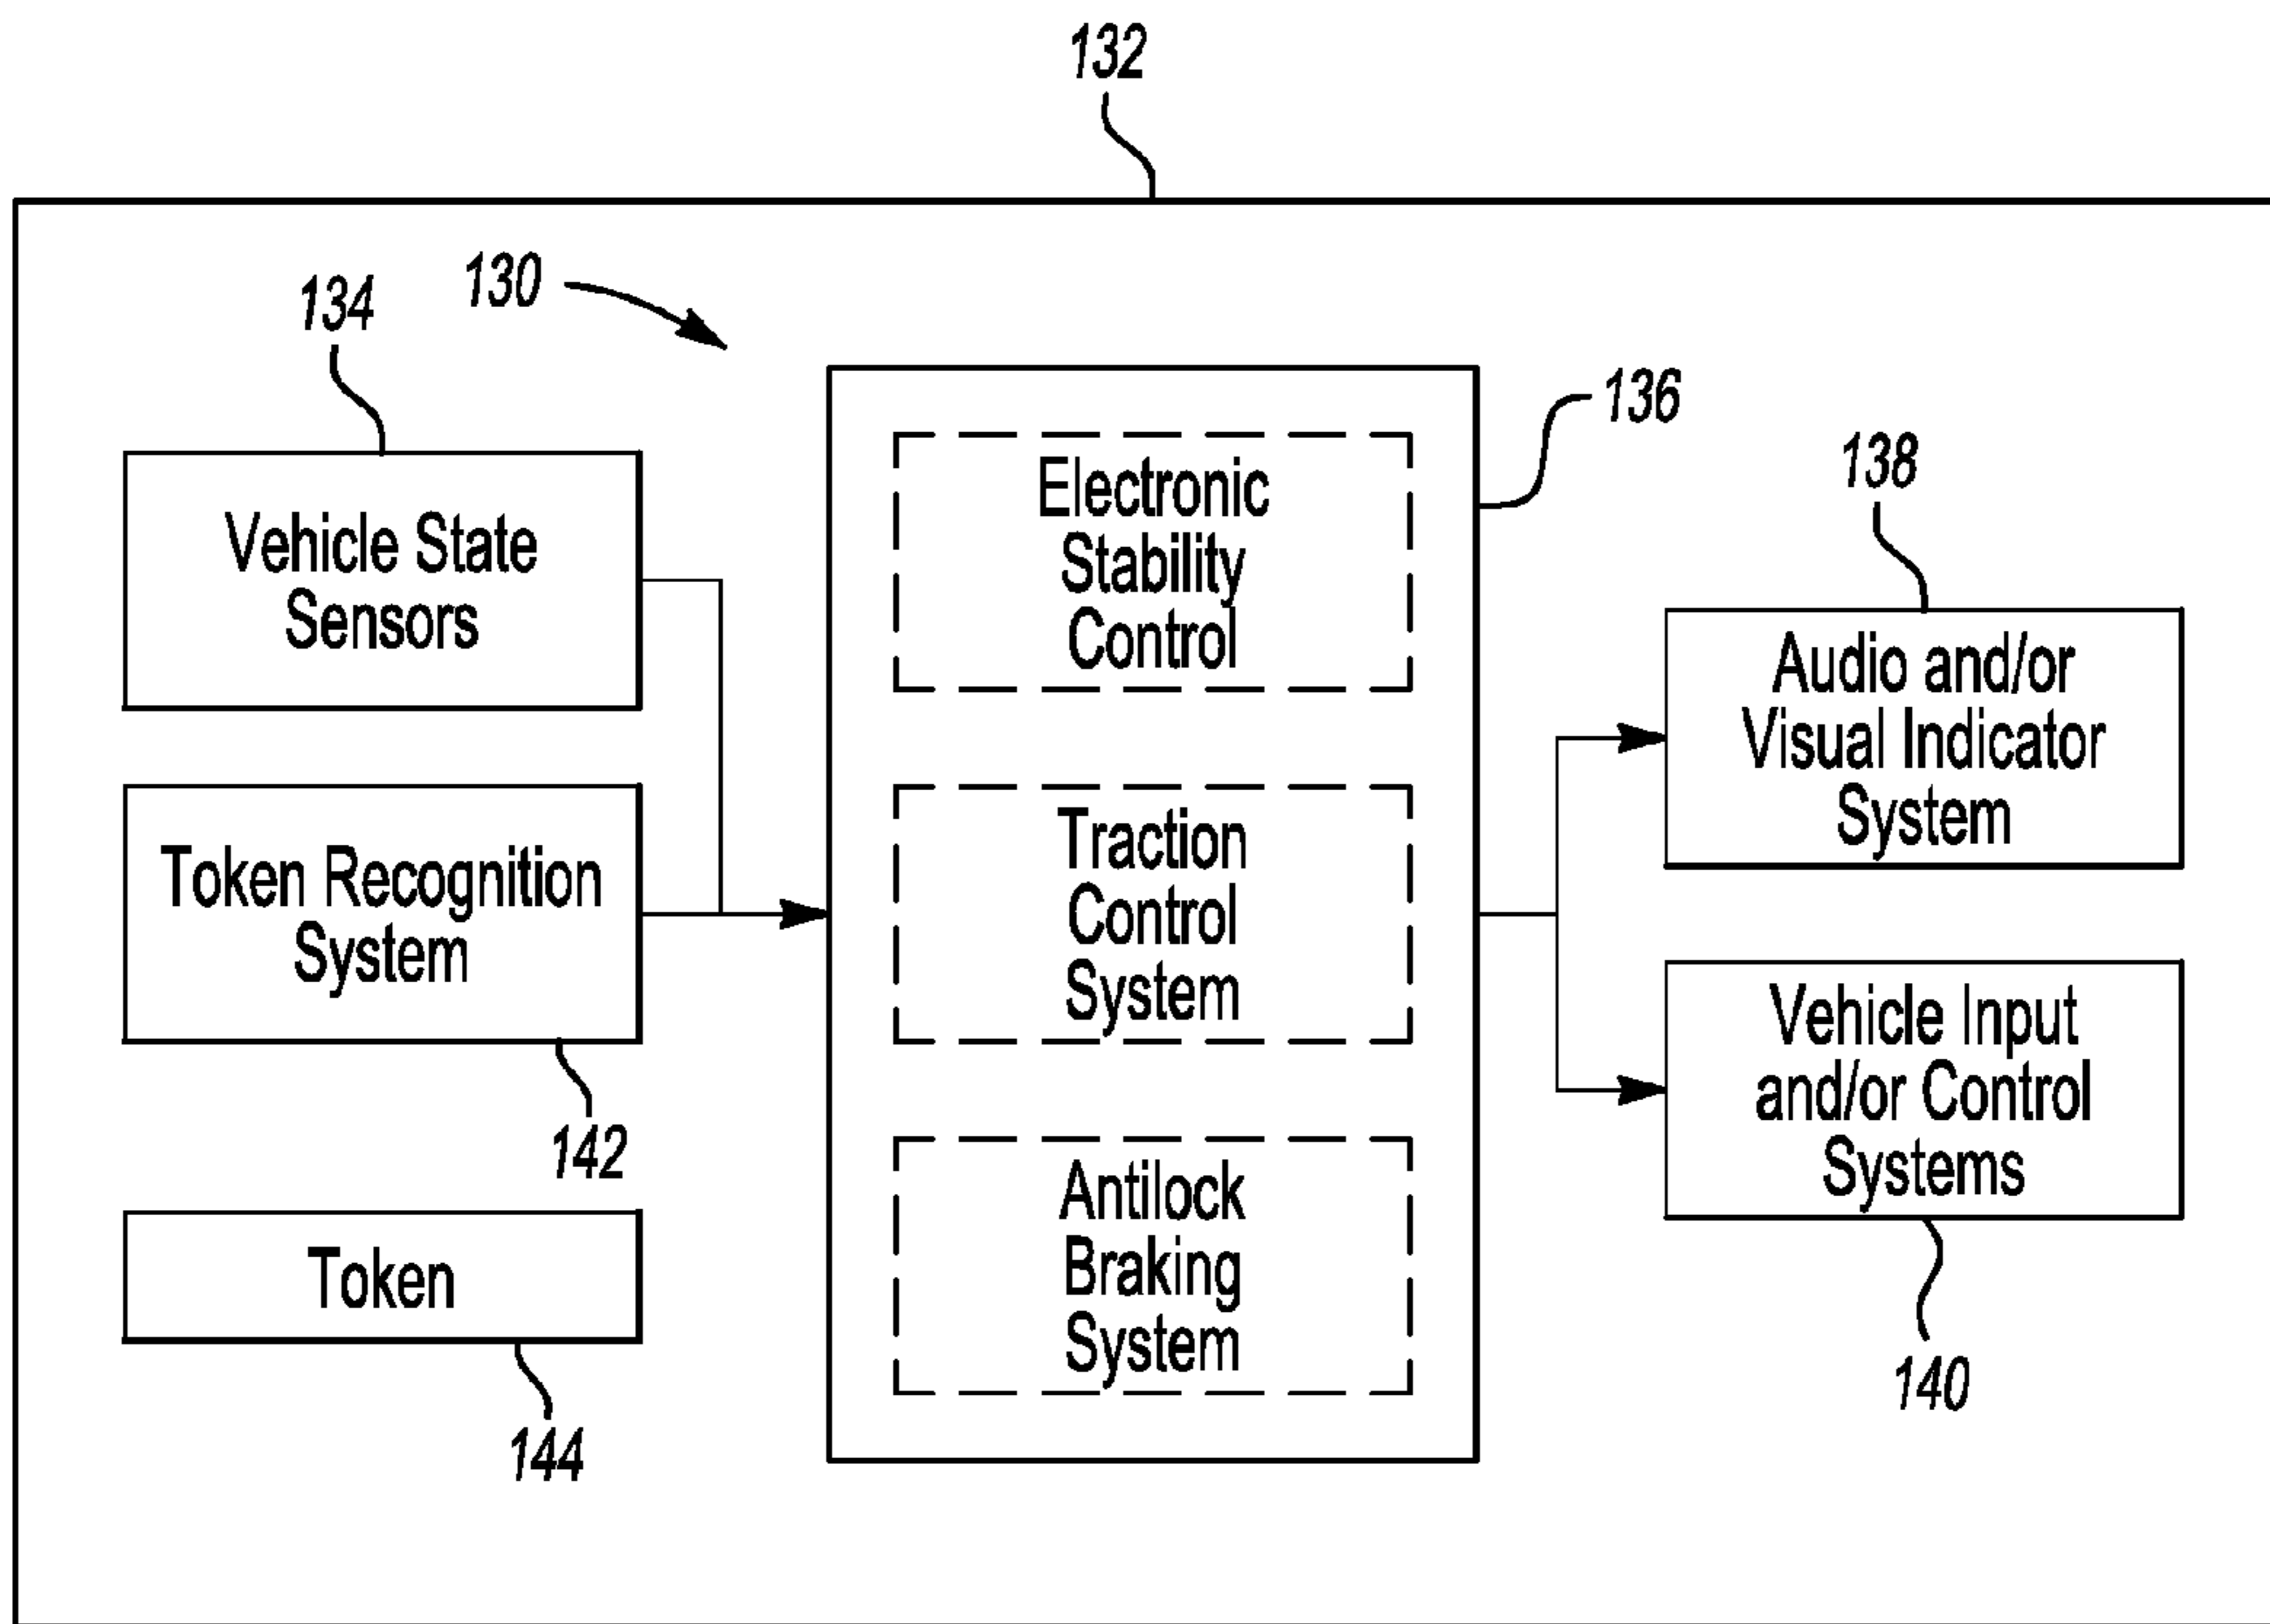 132
130
134
136
Vehicle State
Sensors
Electronic
Stability
Control
138
Audio and/or
Visual Indicator
System
Token Recognition
System
142
Traction
Control
System
Vehicle Input
and/or Control
Systems
140
Token
144
Antilock
Braking
System